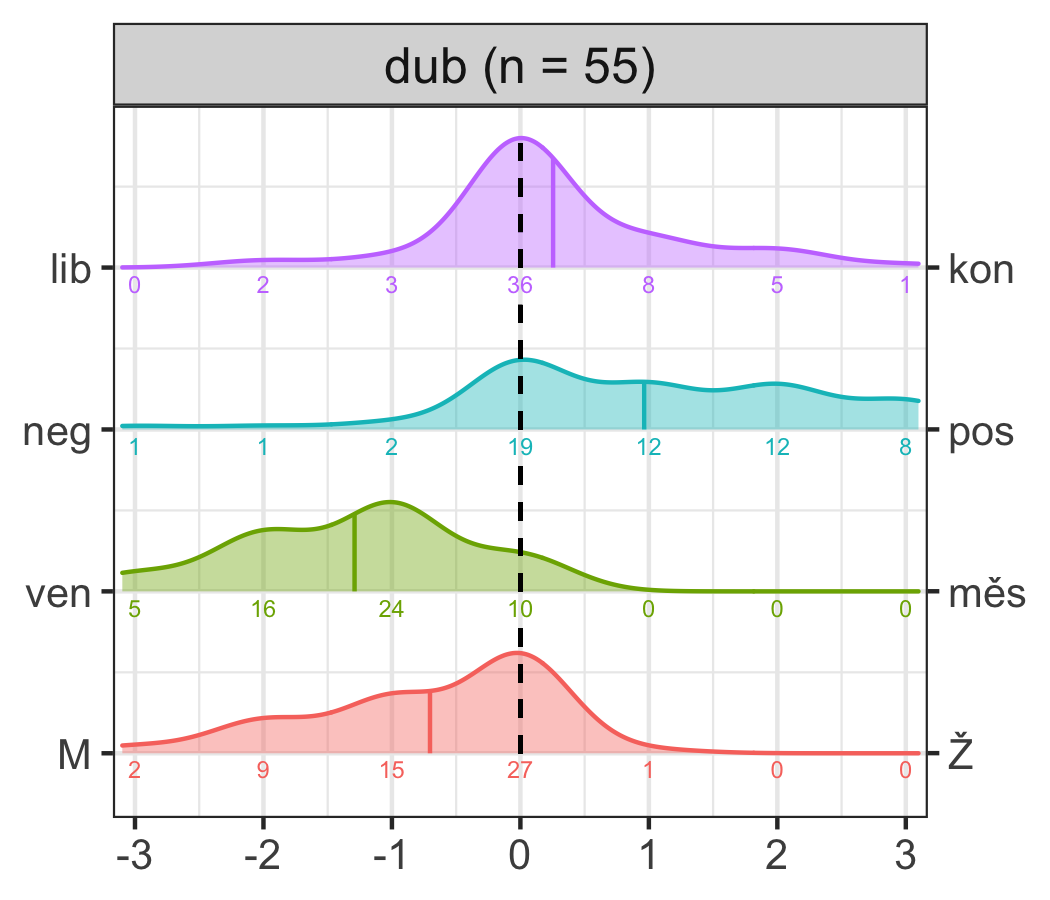 dub (n = 55)
lib kon
0 2 3 36 8 5 1
neg pos
1 1 2 19 12 12 8
ven měs
5 16 24 10 0 0 0
M Ž
2 9 15 27 1 0 0
-3 -2 -1 0 1 2 3